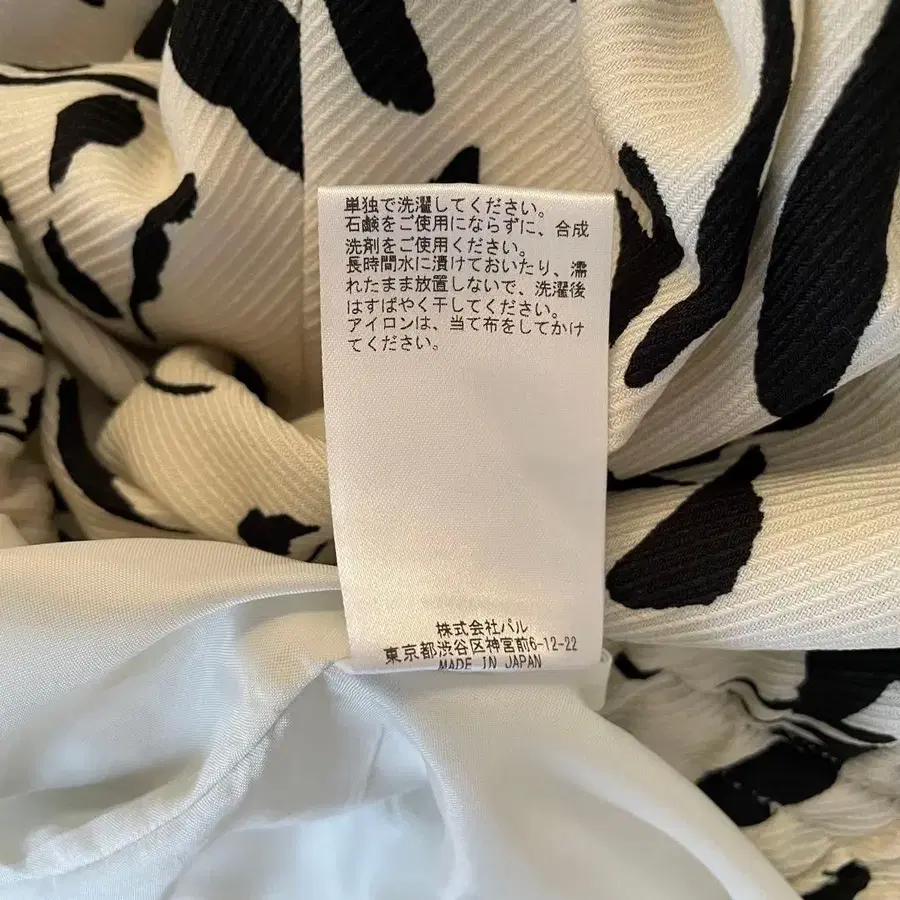 単独で洗濯してください。
石鹸をご使用にならずに、合成
洗剤をご使用ください。
長時間水に漬けておいたり、濡
れたまま放置しないで、洗濯後
はすばやく干してください。
アイロンは、当て布をしてかけ
てください。
株式会社パル
東京都渋谷区神宮前6-12-22
MADE IN JAPAN